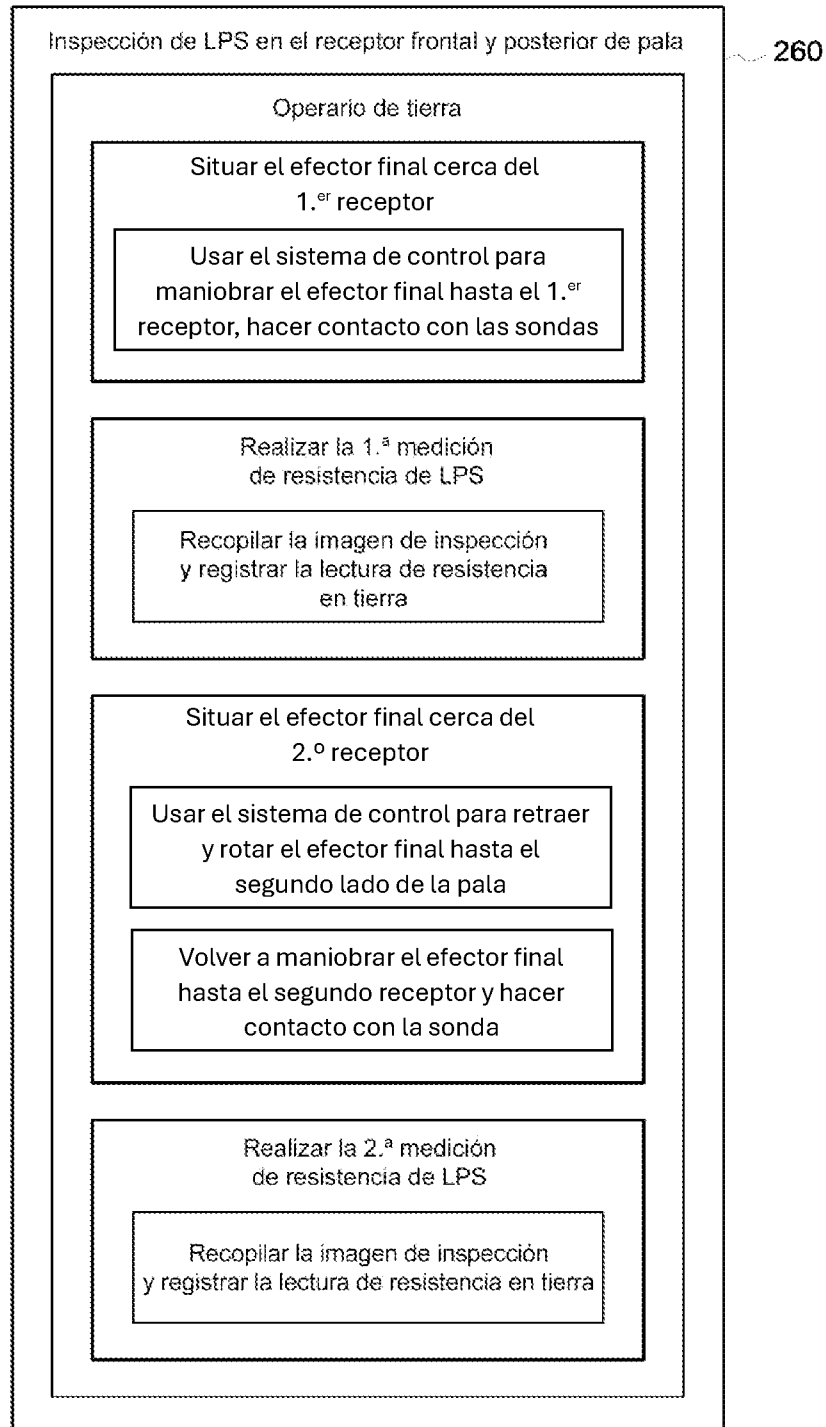 Inspección de LPS en el receptor frontal y posterior de pala
260
Operario de tierra
Situar el efector final cerca del
1.er receptor
Usar el sistema de control para
maniobrar el efector final hasta el 1.er
receptor, hacer contacto con las sondas
Realizar la 1.ª medición
de resistencia de LPS
Recopilar la imagen de inspección
y registrar la lectura de resistencia
en tierra
Situar el efector final cerca del
2.º receptor
Usar el sistema de control para retraer
y rotar el efector final hasta el
segundo lado de la pala
Volver a maniobrar el efector final
hasta el segundo receptor y hacer
contacto con la sonda
Realizar la 2.ª medición
de resistencia de LPS
Recopilar la imagen de inspección
y registrar la lectura de resistencia en tierra